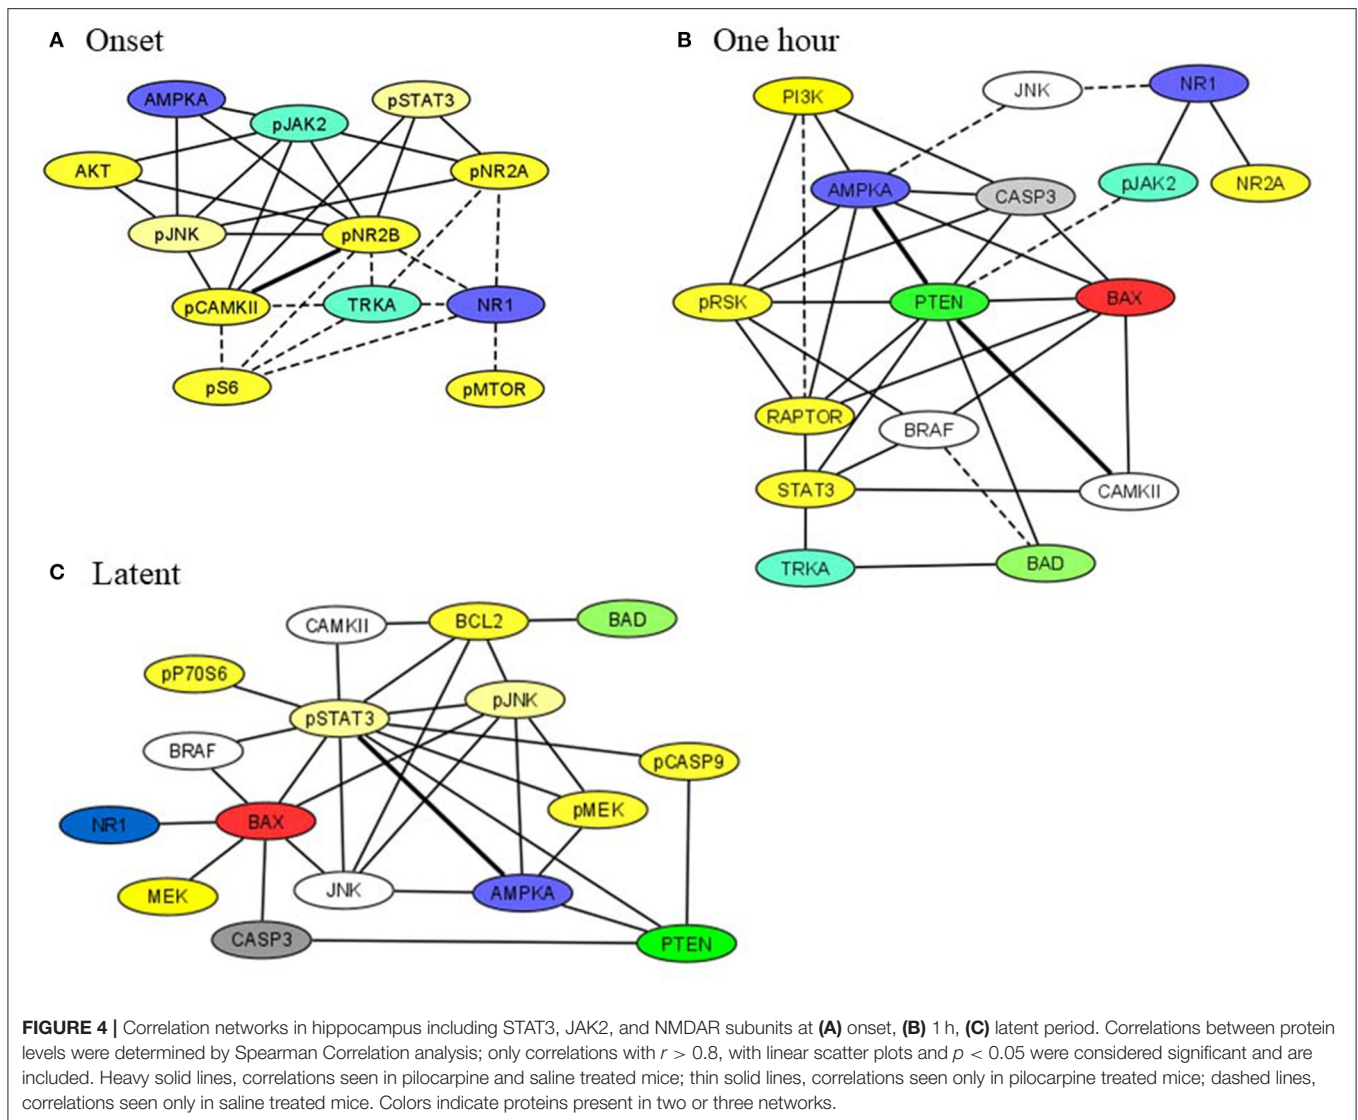 A Onset
AMPKA
pSTAT3
pJAK2
AKT
pNR2A
pJNK
pNR2B
pCAMKII
TRKA
NR1
pS6
pMTOR
B One hour
PI3K
JNK
NR1
AMPKA
CASP3
pJAK2
NR2A
pRSK
PTEN
BAX
RAPTOR
BRAF
STAT3
CAMKII
TRKA
BAD
C Latent
CAMKII
BCL2
BAD
pP70S6
pJNK
pSTAT3
BRAF
pCASP9
pMEK
NR1
BAX
MEK
JNK
AMPKA
CASP3
PTEN
FIGURE 4 | Correlation networks in hippocampus including STAT3, JAK2, and NMDAR subunits at (A) onset, (B) 1 h, (C) latent period. Correlations between protein
levels were determined by Spearman Correlation analysis; only correlations with r > 0.8, with linear scatter plots and p < 0.05 were considered significant and are
included. Heavy solid lines, correlations seen in pilocarpine and saline treated mice; thin solid lines, correlations seen only in pilocarpine treated mice; dashed lines,
correlations seen only in saline treated mice. Colors indicate proteins present in two or three networks.